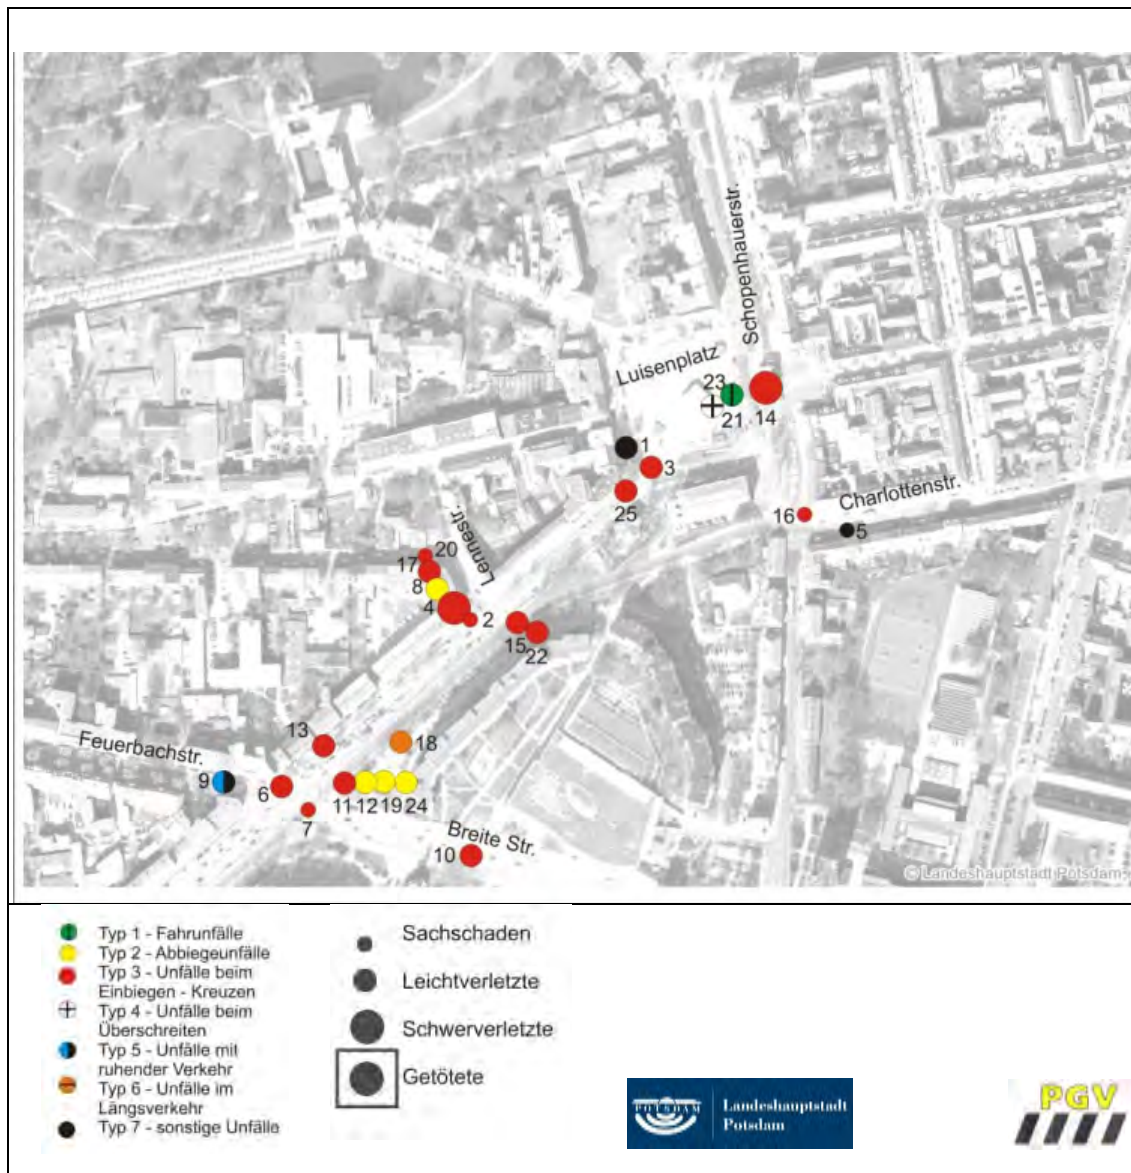 Schopenhauerstr.
Luisenplatz
23
21
14
1
3
25
Charlottenstr.
16
5
Lennestr.
20
17
8
4
2
15
22
13
18
Feuerbachstr.
9
6
11
12
19
24
7
Breite Str.
10
© Landeshauptstadt Potsdam
Typ 1 - Fahrunfälle
Typ 2 - Abbiegeunfälle
Typ 3 - Unfälle beim
Einbiegen - Kreuzen
Typ 4 - Unfälle beim
Überschreiten
Typ 5 - Unfälle mit
ruhender Verkehr
Typ 6 - Unfälle im
Längsverkehr
Typ 7 - sonstige Unfälle
Sachschaden
Leichtverletzte
Schwerverletzte
Getötete
POTSDAM
Landeshauptstadt
Potsdam
PGV